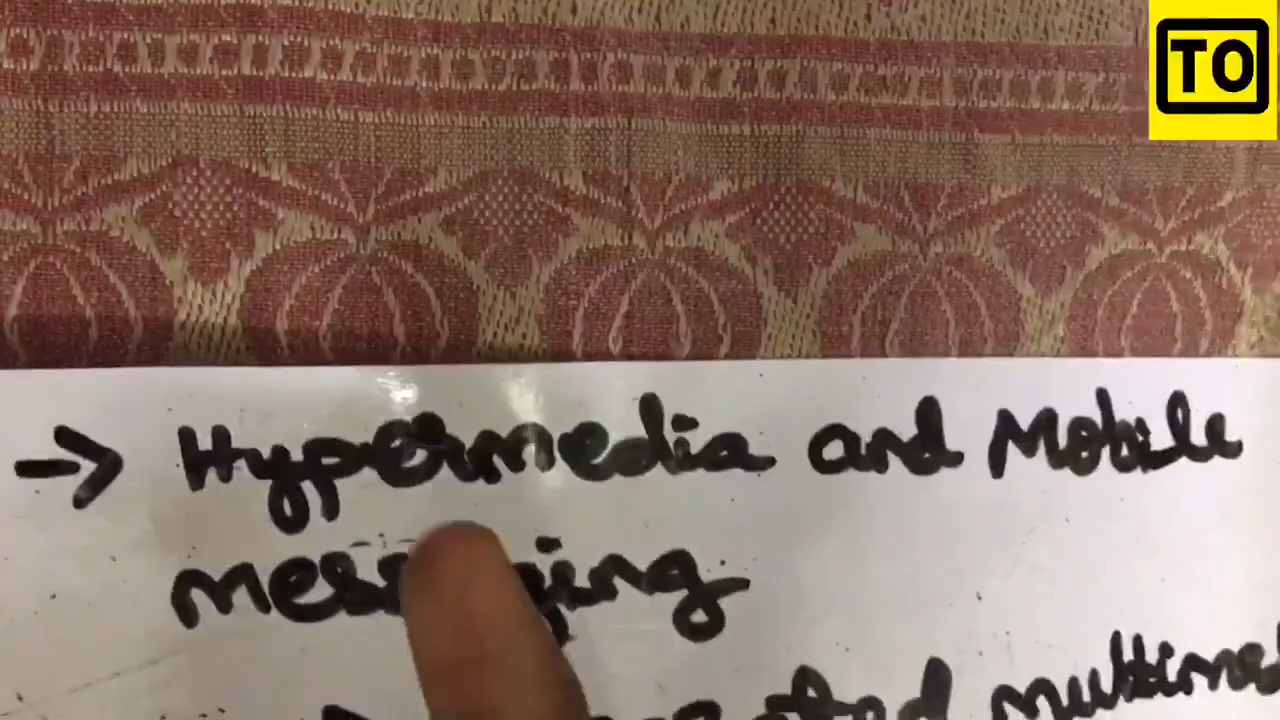 TO
→ Hypermedia and Mobile
messaging